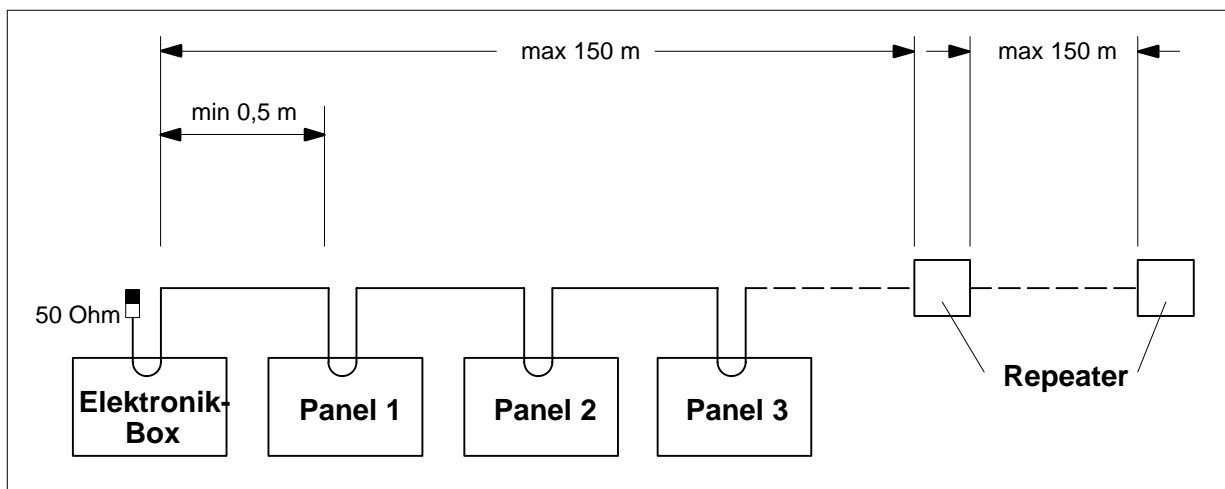 max 150 m
max 150 m
min 0,5 m
50 Ohm
Elektronik-
Box
Panel 1
Panel 2
Panel 3
Repeater